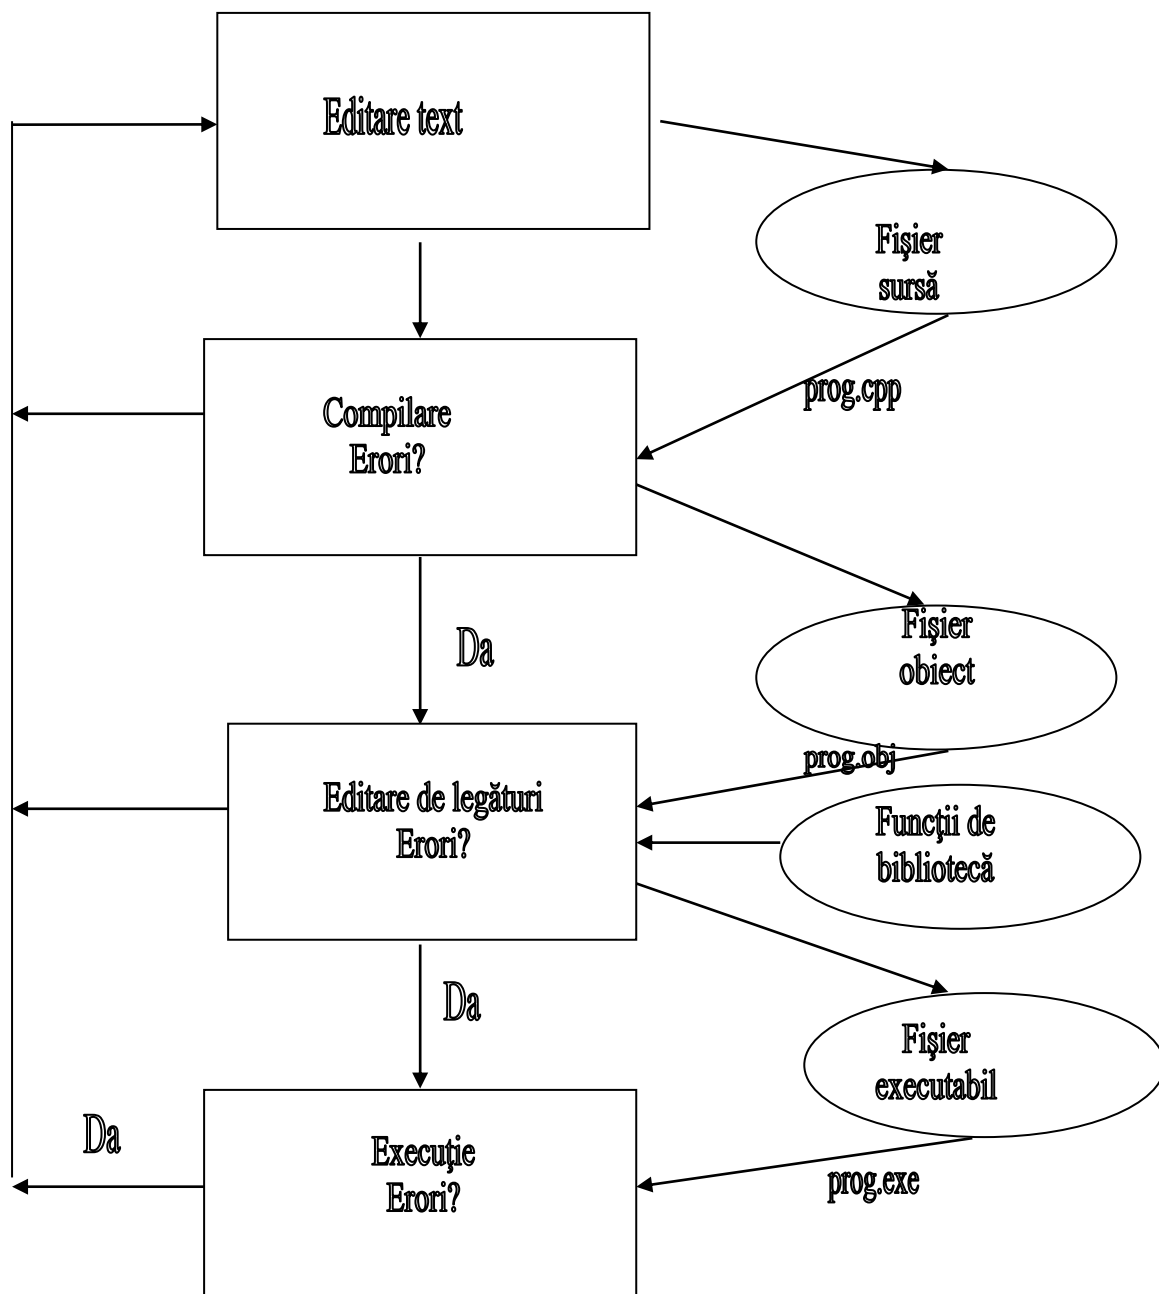 Editare text
Fişier
sursă
prog.cpp
Compilare
Erori?
Fişier
obiect
Da
prog.obj
Editare de legături
Erori?
Funcţii de
bibliotecă
Da
Fişier
executabil
Da
Execuţie
Erori?
prog.exe